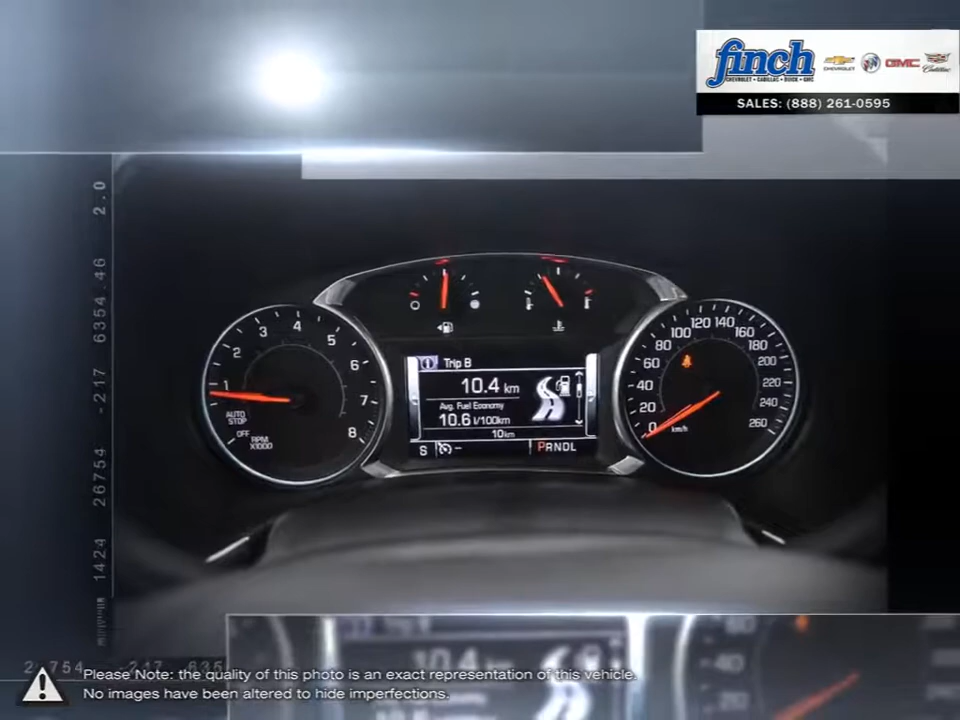 finch
CHEVROLET • CADILLAC • BUICK • GMC
CHEVROLET
GMC
Cadillac
SALES: (888) 261-0595
2.0
6354.46
-217
26754
1424
1 2 3 4 5 6 7 8
AUTO
STOP
OFF
RPM
X1000
Trip B
10.4 km
Avg. Fuel Economy
10.6 l/100km
10km
S
PRNDL
0 20 40 60 80 100 120 140 160 180 200 220 240 260
km/h
Please Note: the quality of this photo is an exact representation of this vehicle.
No images have been altered to hide imperfections.